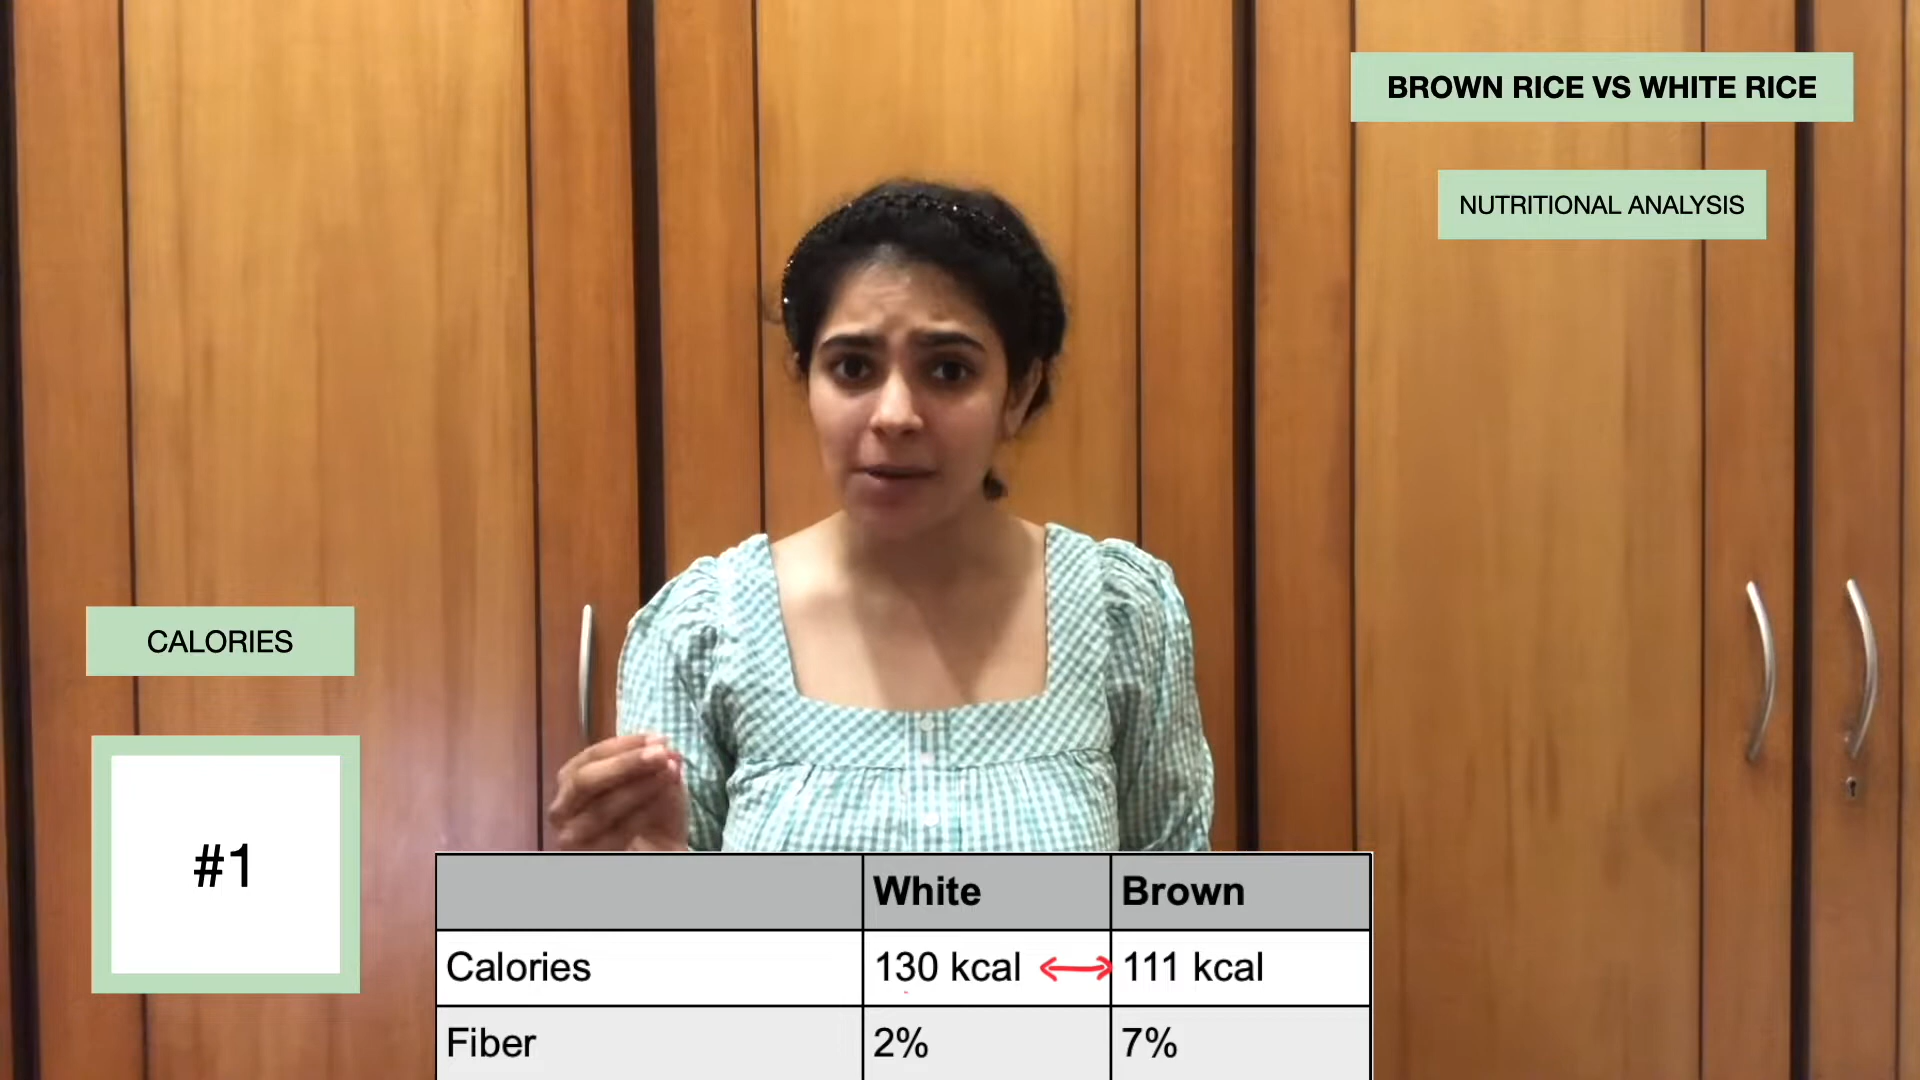 BROWN RICE VS WHITE RICE
NUTRITIONAL ANALYSIS
CALORIES
#1
White Brown
Calories 130 kcal 111 kcal
Fiber 2% 7%